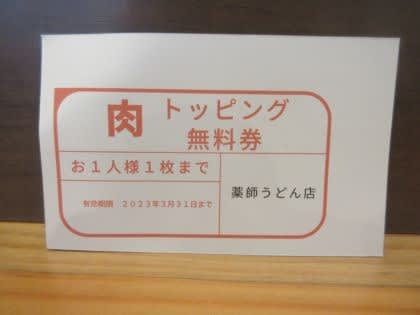 肉 トッピング
無料券
お１人様１枚まで
有効期限　２０２３年３月３１日まで
薬師うどん店